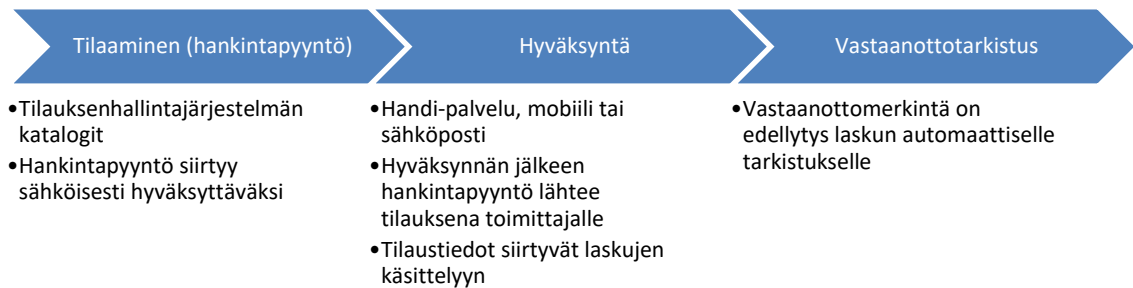 Tilaaminen (hankintapyyntö)
Hyväksyntä
Vastaanottotarkistus
•Tilauksenhallintajärjestelmän
katalogit
•Hankintapyyntö siirtyy
sähköisesti hyväksyttäväksi
•Handi-palvelu, mobiili tai
sähköposti
•Hyväksynnän jälkeen
hankintapyyntö lähtee
tilauksena toimittajalle
•Tilaustiedot siirtyvät laskujen
käsittelyyn
•Vastaanottomerkintä on
edellytys laskun automaattiselle
tarkistukselle